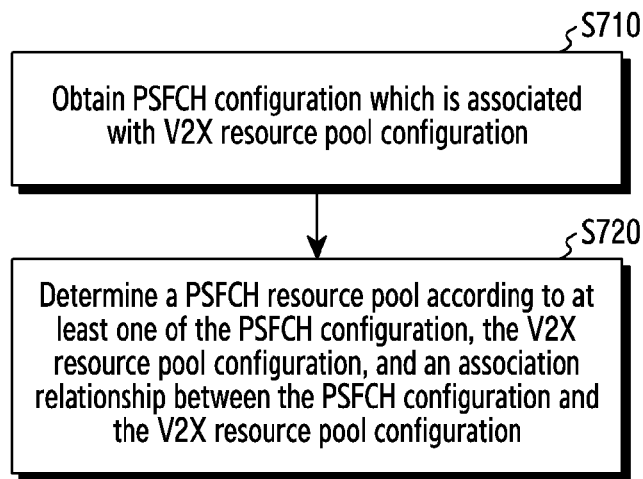 S710
Obtain PSFCH configuration which is associated
with V2X resource pool configuration
S720
Determine a PSFCH resource pool according to at
least one of the PSFCH configuration, the V2X
resource pool configuration, and an association
relationship between the PSFCH configuration and
the V2X resource pool configuration